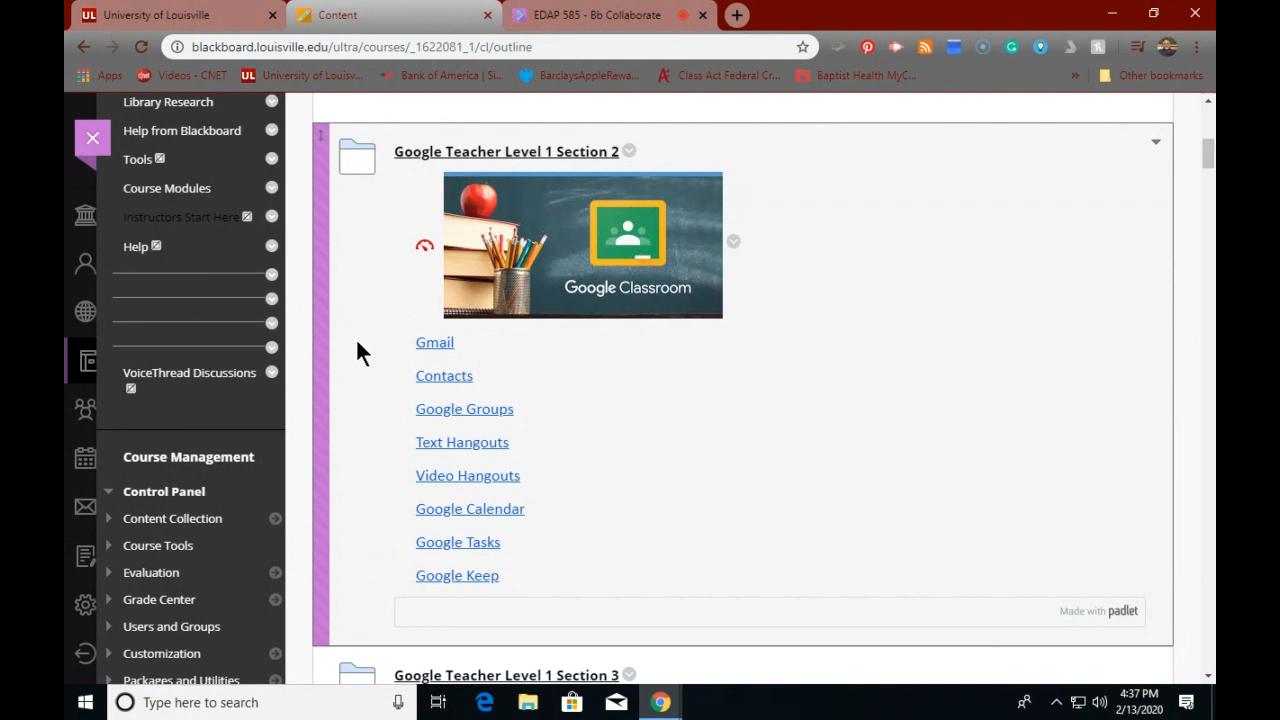 University of Louisville
Content
EDAP 585 - Bb Collaborate
blackboard.louisville.edu/ultra/courses/_1622081_1/cl/outline
Apps
Videos - CNET
University of Louisv...
Bank of America | Si...
BarclaysAppleRewa...
Class Act Federal Cr...
Baptist Health MyC...
»
Other bookmarks
Library Research
Help from Blackboard
Tools
Course Modules
Instructors Start Here
Help
VoiceThread Discussions
Course Management
Control Panel
Content Collection
Course Tools
Evaluation
Grade Center
Users and Groups
Customization
Packages and Utilities
Google Teacher Level 1 Section 2
Google Classroom
Gmail
Contacts
Google Groups
Text Hangouts
Video Hangouts
Google Calendar
Google Tasks
Google Keep
Made with padlet
Google Teacher Level 1 Section 3
Type here to search
4:37 PM
2/13/2020